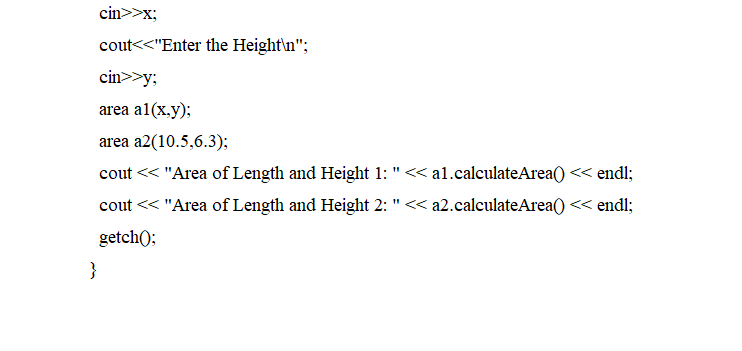 cin>>x;
cout<<"Enter the Height\n";
cin>>y;
area a1(x,y);
area a2(10.5,6.3);
cout << "Area of Length and Height 1: " << a1.calculateArea() << endl;
cout << "Area of Length and Height 2: " << a2.calculateArea() << endl;
getch();
}